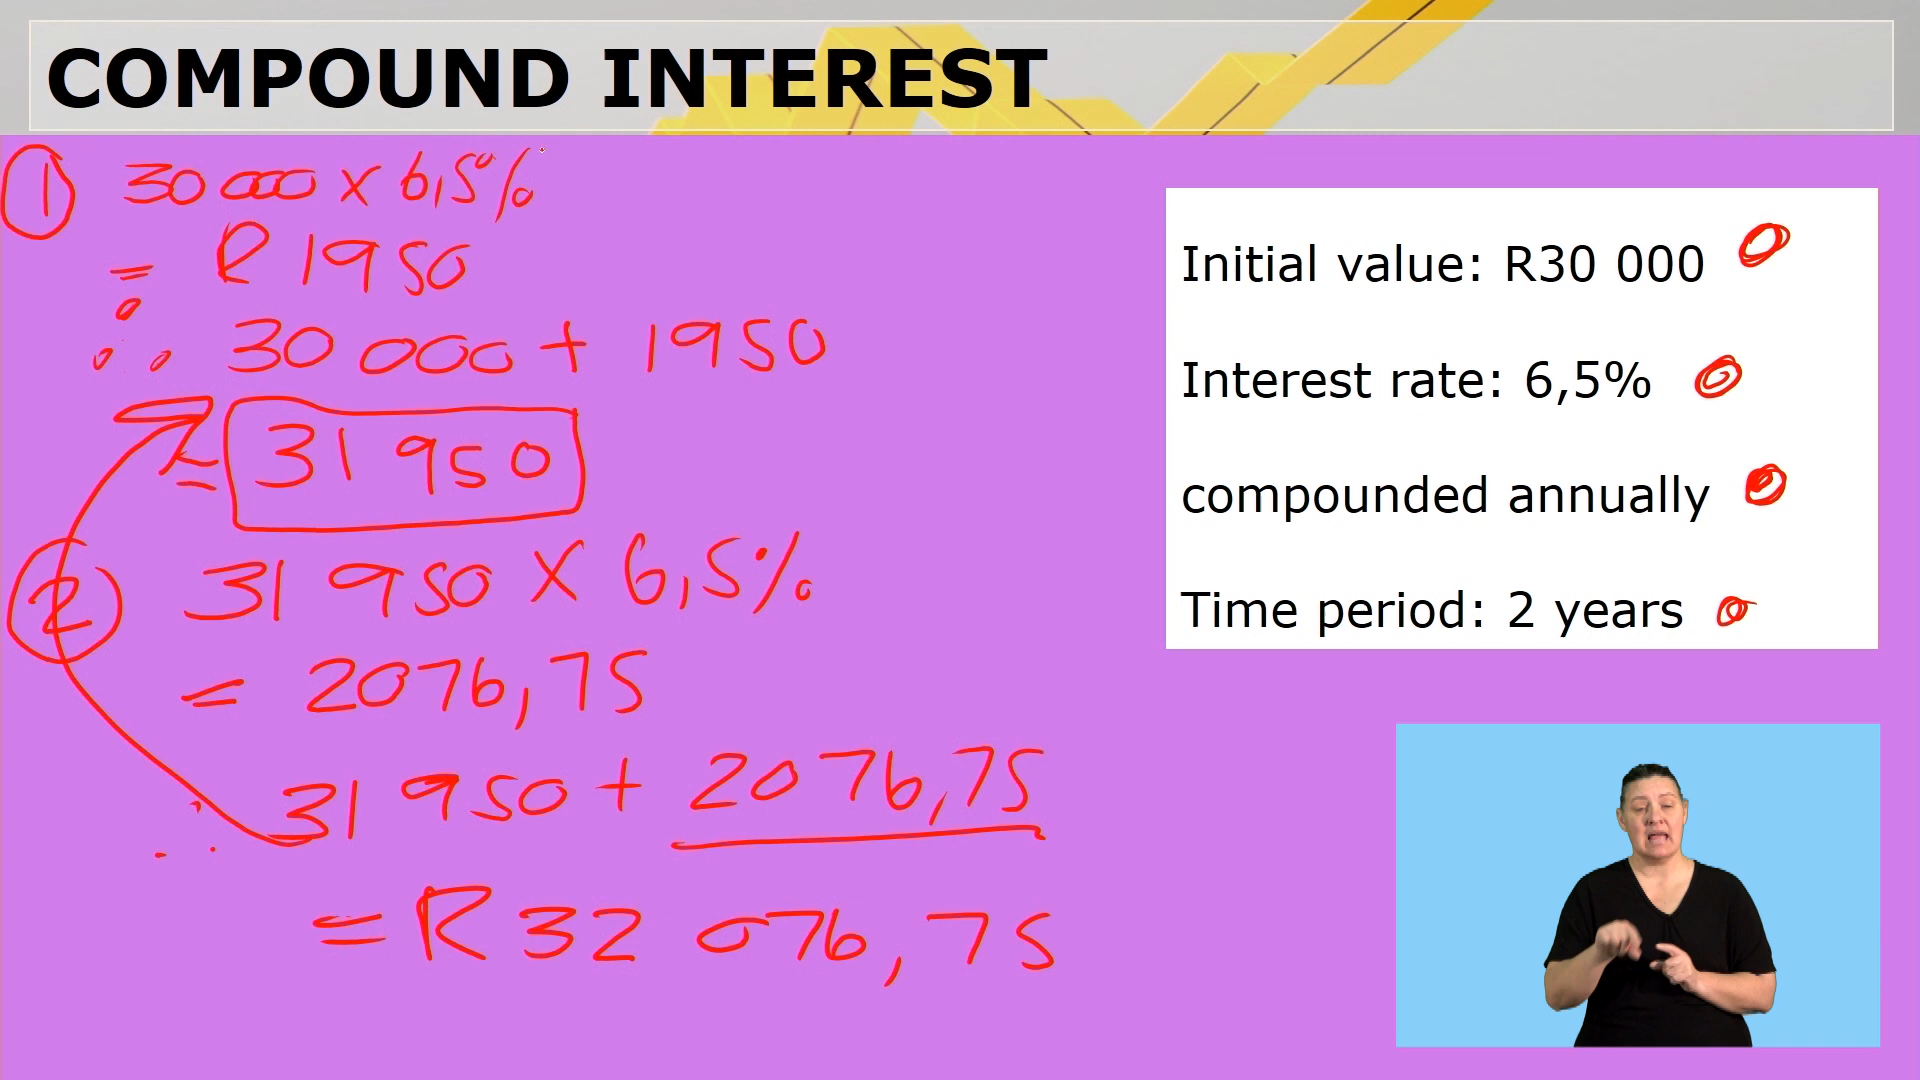 COMPOUND INTEREST
① 30 000 x 6,5%
= R 1950
∴ 30 000 + 1950
= 31 950
② 31 950 x 6,5%
= 2076,75
∴ 31 950 + 2076,75
= R 32 076,75
Initial value: R30 000
Interest rate: 6,5%
compounded annually
Time period: 2 years